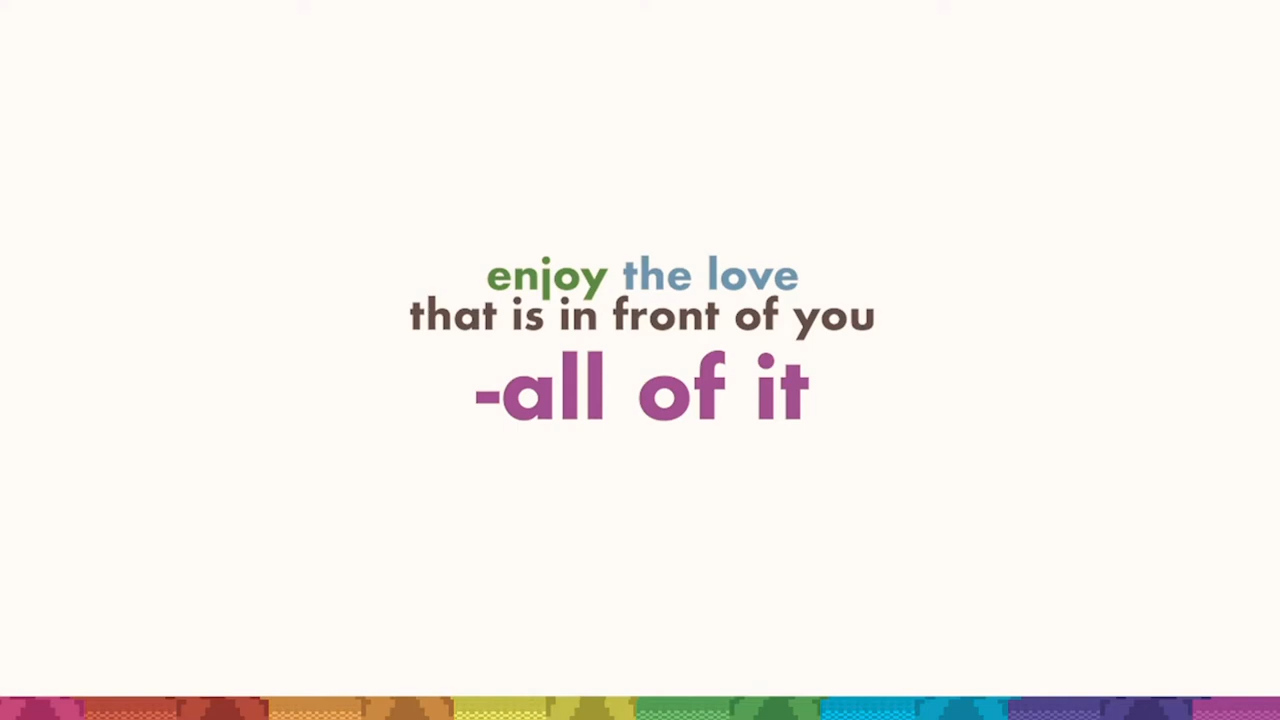 enjoy the love
that is in front of you
-all of it